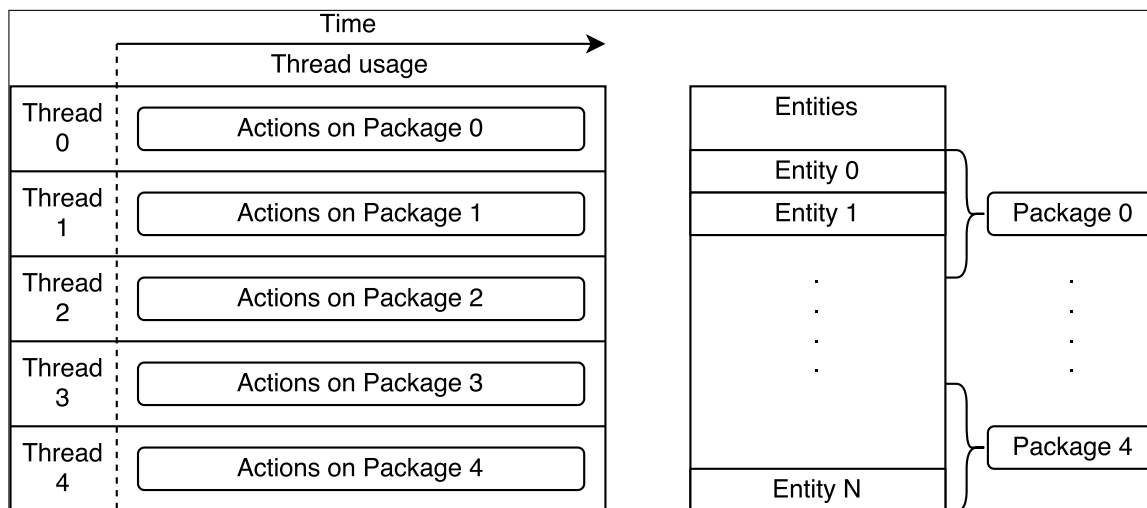 Time
Thread usage
Thread
0
Actions on Package 0
Thread
1
Actions on Package 1
Thread
2
Actions on Package 2
Thread
3
Actions on Package 3
Thread
4
Actions on Package 4
Entities
Entity 0
Entity 1
.
.
.
.
Entity N
Package 0
.
.
.
.
Package 4